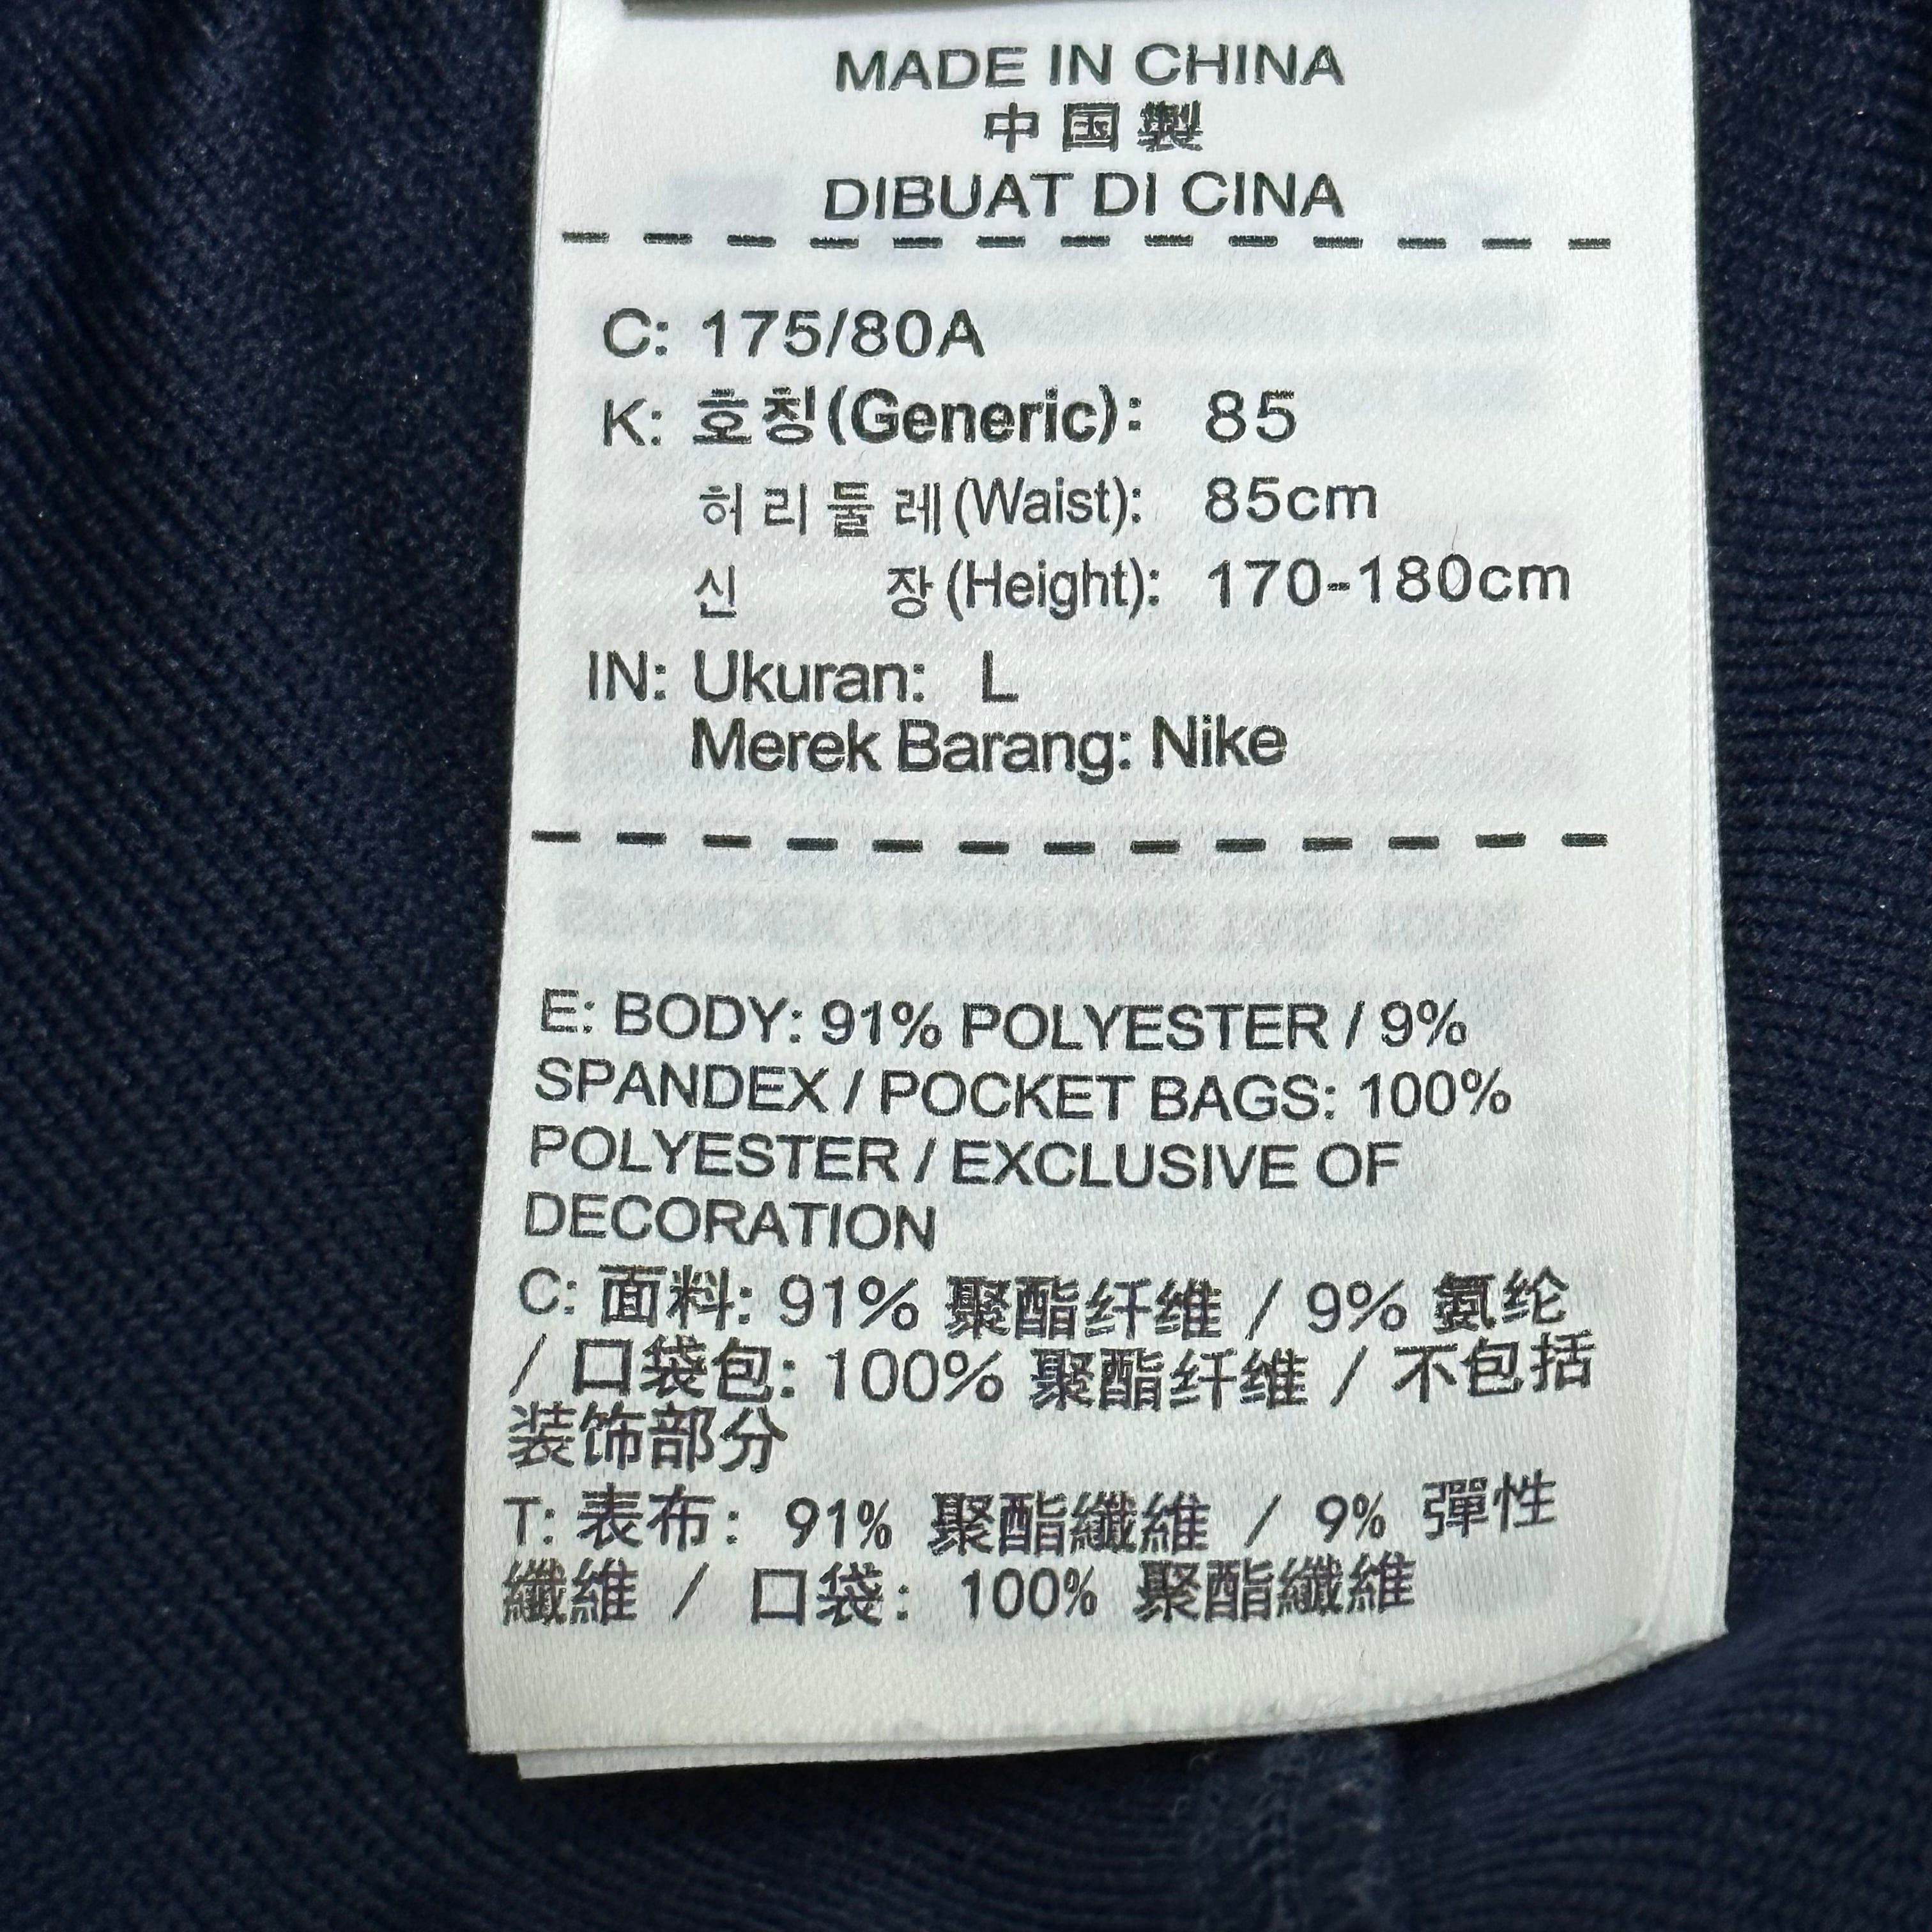 MADE IN CHINA
中国製
DIBUAT DI CINA
C: 175/80A
K: 호칭(Generic): 85
허리둘레(Waist): 85cm
신 장(Height): 170-180cm
IN: Ukuran: L
Merek Barang: Nike
E: BODY: 91% POLYESTER / 9%
SPANDEX / POCKET BAGS: 100%
POLYESTER / EXCLUSIVE OF
DECORATION
C: 面料: 91% 聚酯纤维 / 9% 氨纶
/ 口袋包: 100% 聚酯纤维 / 不包括
装饰部分
T: 表布: 91% 聚酯纖維 / 9% 彈性
纖維 / 口袋: 100% 聚酯纖維